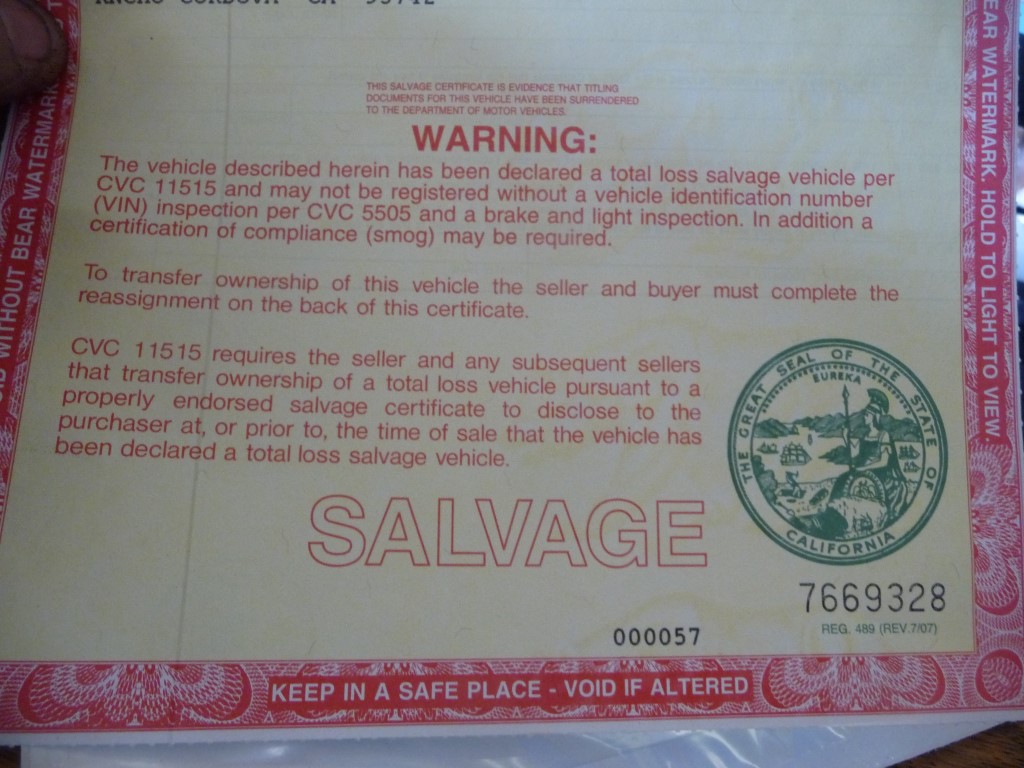 RANCHO CORDOVA CA 95742
THIS SALVAGE CERTIFICATE IS EVIDENCE THAT TITLING
DOCUMENTS FOR THIS VEHICLE HAVE BEEN SURRENDERED
TO THE DEPARTMENT OF MOTOR VEHICLES.
WARNING:
The vehicle described herein has been declared a total loss salvage vehicle per
CVC 11515 and may not be registered without a vehicle identification number
(VIN) inspection per CVC 5505 and a brake and light inspection. In addition a
certification of compliance (smog) may be required.
To transfer ownership of this vehicle the seller and buyer must complete the
reassignment on the back of this certificate.
CVC 11515 requires the seller and any subsequent sellers
that transfer ownership of a total loss vehicle pursuant to a
properly endorsed salvage certificate to disclose to the
purchaser at, or prior to, the time of sale that the vehicle has
been declared a total loss salvage vehicle.
THE GREAT SEAL OF THE STATE OF CALIFORNIA
EUREKA
SALVAGE
7669328
REG. 489 (REV.7/07)
000057
KEEP IN A SAFE PLACE - VOID IF ALTERED
WITHOUT BEAR WATERMARK
BEAR WATERMARK. HOLD TO LIGHT TO VIEW.